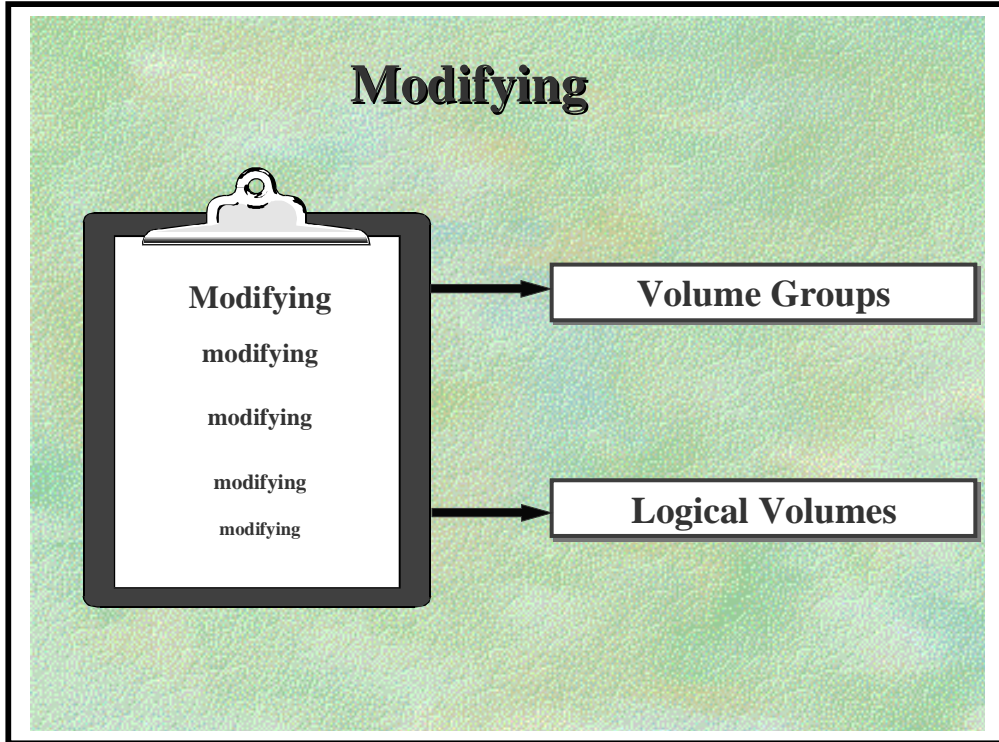 Modifying
Modifying
modifying
modifying
modifying
modifying
Volume Groups
Logical Volumes